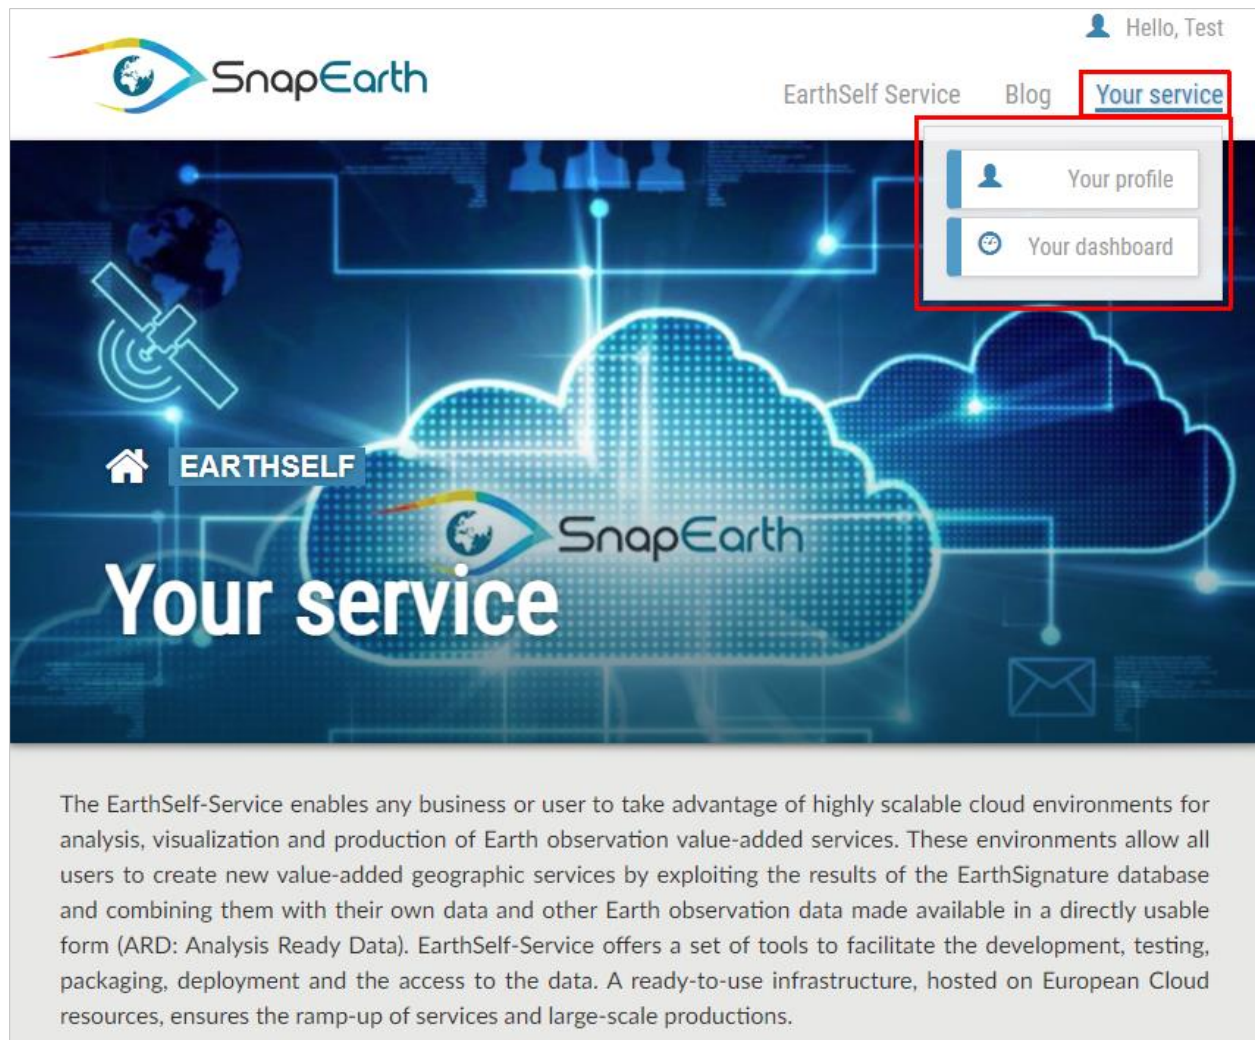 Hello, Test
SnapEarth
EarthSelf Service Blog Your service
Your profile
Your dashboard
EARTHSELF
SnapEarth
Your service
The EarthSelf-Service enables any business or user to take advantage of highly scalable cloud environments for
analysis, visualization and production of Earth observation value-added services. These environments allow all
users to create new value-added geographic services by exploiting the results of the EarthSignature database
and combining them with their own data and other Earth observation data made available in a directly usable
form (ARD: Analysis Ready Data). EarthSelf-Service offers a set of tools to facilitate the development, testing,
packaging, deployment and the access to the data. A ready-to-use infrastructure, hosted on European Cloud
resources, ensures the ramp-up of services and large-scale productions.